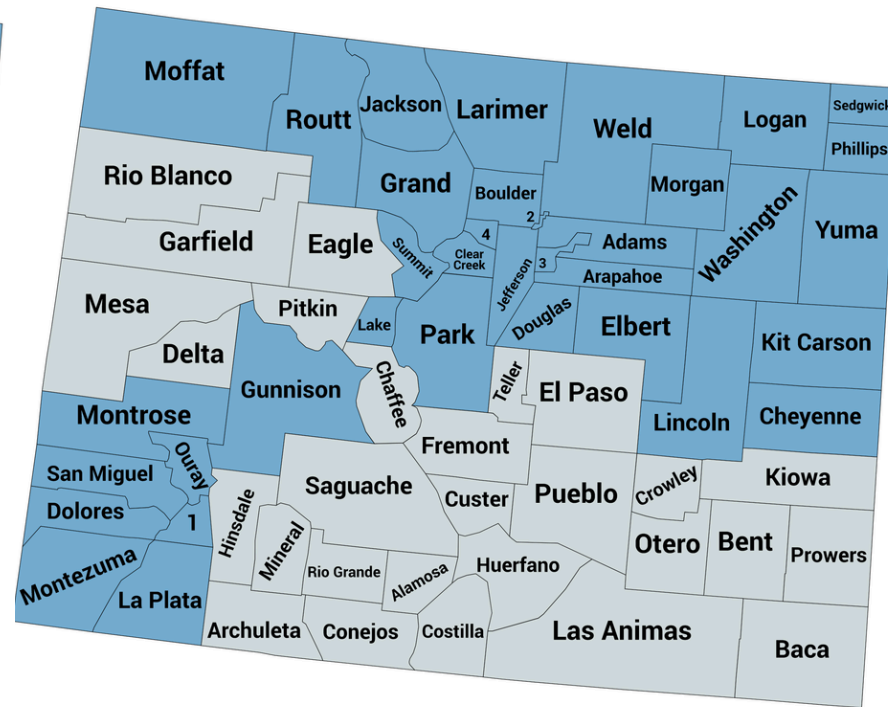 Moffat
Routt
Jackson
Larimer
Weld
Logan
Sedgwick
Phillips
Rio Blanco
Grand
Boulder
2
Morgan
Washington
Yuma
Garfield
Eagle
Summit
4
Clear
Creek
Jefferson
3
Adams
Arapahoe
Mesa
Pitkin
Lake
Park
Douglas
Elbert
Kit Carson
Delta
Gunnison
Chaffee
Teller
El Paso
Lincoln
Cheyenne
Montrose
Ouray
Fremont
San Miguel
Saguache
Custer
Pueblo
Crowley
Kiowa
Dolores
1
Hinsdale
Mineral
Rio Grande
Alamosa
Huerfano
Otero
Bent
Prowers
Montezuma
La Plata
Archuleta
Conejos
Costilla
Las Animas
Baca